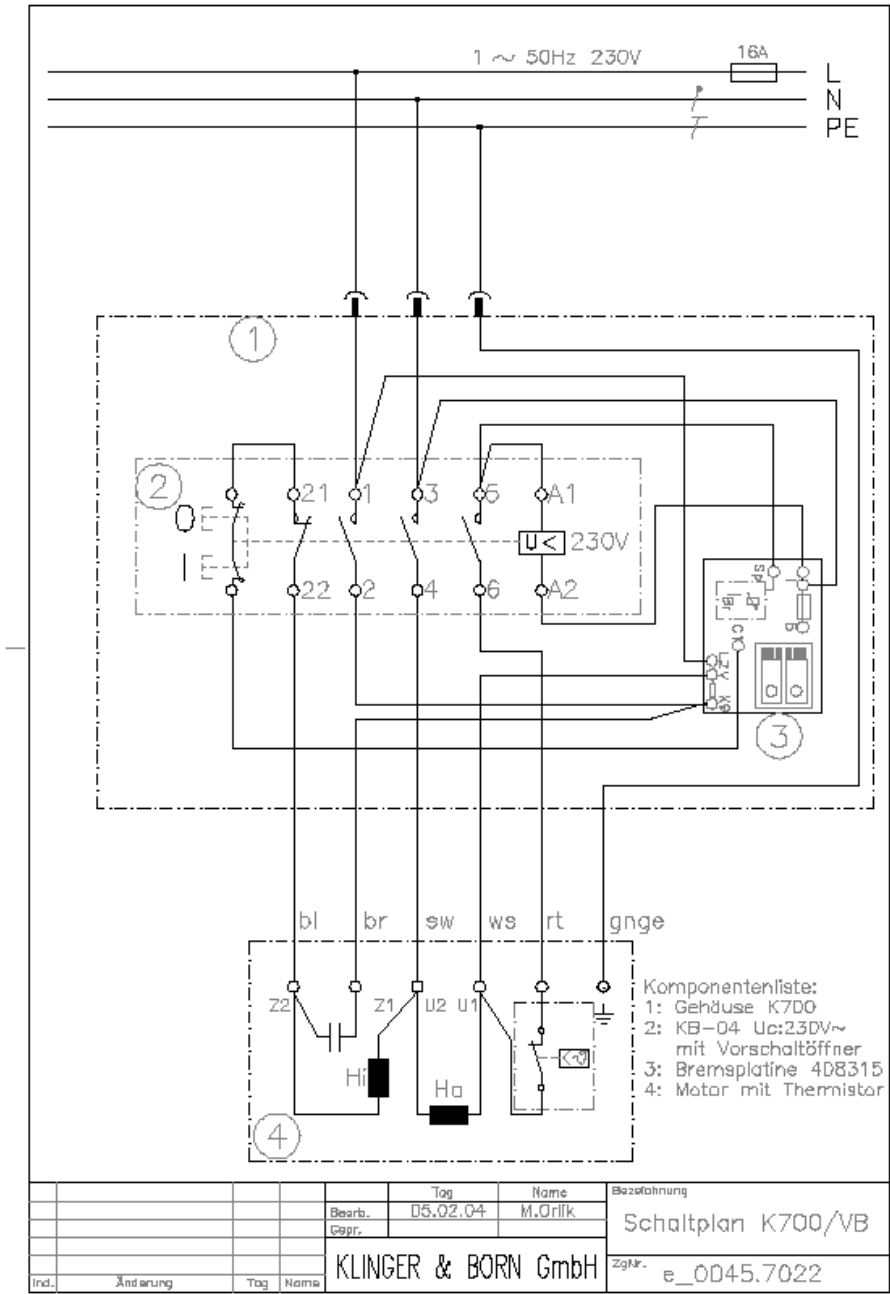 1 ~ 50Hz 230V
16A
L
N
PE
1
2
21 1 3 5 A1
0
U< 230V
I
22 2 4 6 A2
3
bl br sw ws rt gnge
Z2 Z1 U2 U1
Hi
Ha
4
Komponentenliste:
1: Gehäuse K700
2: KB-04 Uc:230V~
mit Vorschaltöffner
3: Bremsplatine 408315
4: Motor mit Thermistor
Tag Name
Bearb. 05.02.04 M.Orlik
Gepr.
Bezeichnung
Schaltplan K700/VB
KLINGER & BORN GmbH
ZgNr. e_0045.7022
Ind. Änderung Tag Name